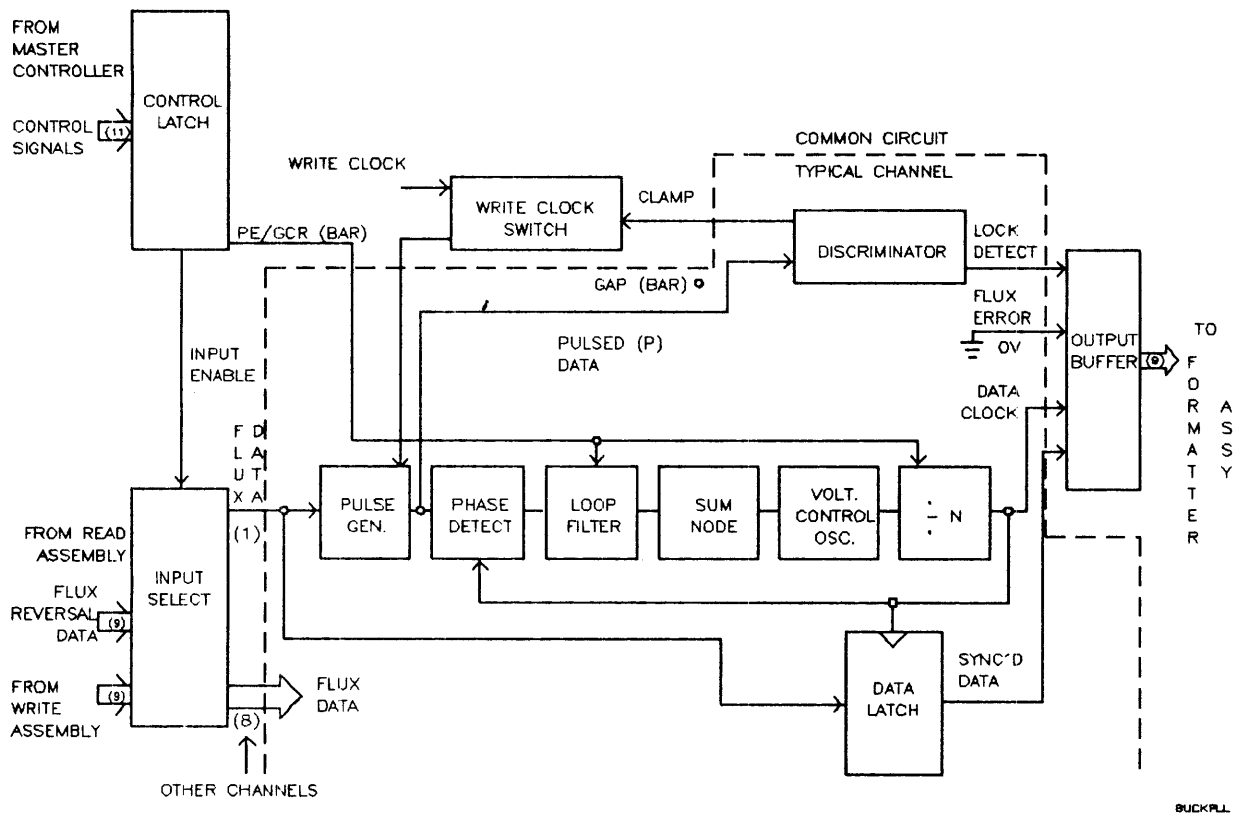 FROM
MASTER
CONTROLLER
CONTROL
SIGNALS
(11)
CONTROL
LATCH
WRITE CLOCK
WRITE CLOCK
SWITCH
CLAMP
COMMON CIRCUIT
TYPICAL CHANNEL
DISCRIMINATOR
LOCK
DETECT
PE/GCR (BAR)
GAP (BAR)
FLUX
ERROR
0V
OUTPUT
BUFFER
(9)
TO
FORMATTER
ASSY
PULSED (P)
DATA
INPUT
ENABLE
DATA
CLOCK
FLUX
DATA
(1)
PULSE
GEN.
PHASE
DETECT
LOOP
FILTER
SUM
NODE
VOLT.
CONTROL
OSC.
÷ N
FROM READ
ASSEMBLY
FLUX
REVERSAL
DATA
(9)
INPUT
SELECT
FROM
WRITE
ASSEMBLY
(9)
(8)
FLUX
DATA
DATA
LATCH
SYNC'D
DATA
OTHER CHANNELS
BUCKPLL